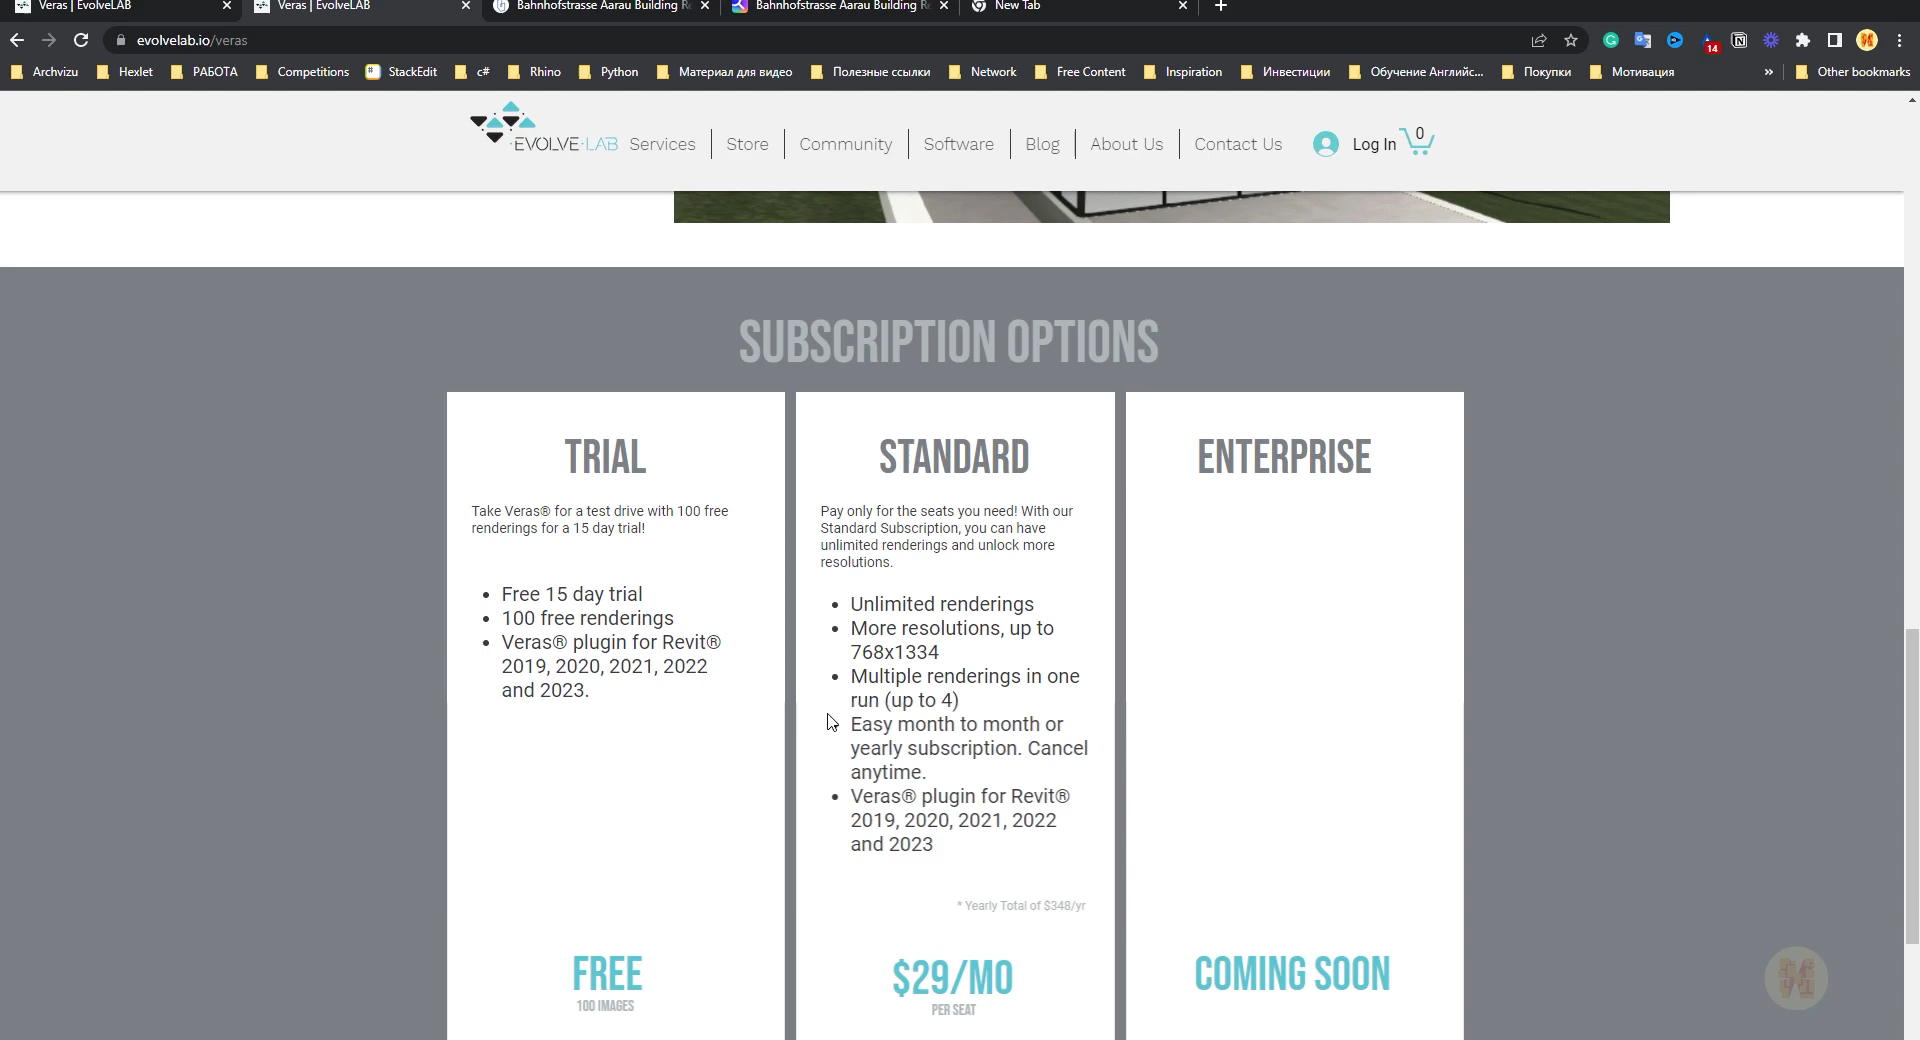 Veras | EvolveLAB
Veras | EvolveLAB
Bahnhofstrasse Aarau Building R
Bahnhofstrasse Aarau Building R
New Tab
evolvelab.io/veras
14
Archvizu
Hexlet
РАБОТА
Competitions
StackEdit
c#
Rhino
Python
Материал для видео
Полезные ссылки
Network
Free Content
Inspiration
Инвестиции
Обучение Английс...
Покупки
Мотивация
»
Other bookmarks
EVOLVE·LAB
Services
Store
Community
Software
Blog
About Us
Contact Us
Log In
0
SUBSCRIPTION OPTIONS
TRIAL
Take Veras® for a test drive with 100 free
renderings for a 15 day trial!
• Free 15 day trial
• 100 free renderings
• Veras® plugin for Revit®
2019, 2020, 2021, 2022
and 2023.
FREE
100 IMAGES
STANDARD
Pay only for the seats you need! With our
Standard Subscription, you can have
unlimited renderings and unlock more
resolutions.
• Unlimited renderings
• More resolutions, up to
768x1334
• Multiple renderings in one
run (up to 4)
• Easy month to month or
yearly subscription. Cancel
anytime.
• Veras® plugin for Revit®
2019, 2020, 2021, 2022
and 2023
* Yearly Total of $348/yr
$29/MO
PER SEAT
ENTERPRISE
COMING SOON